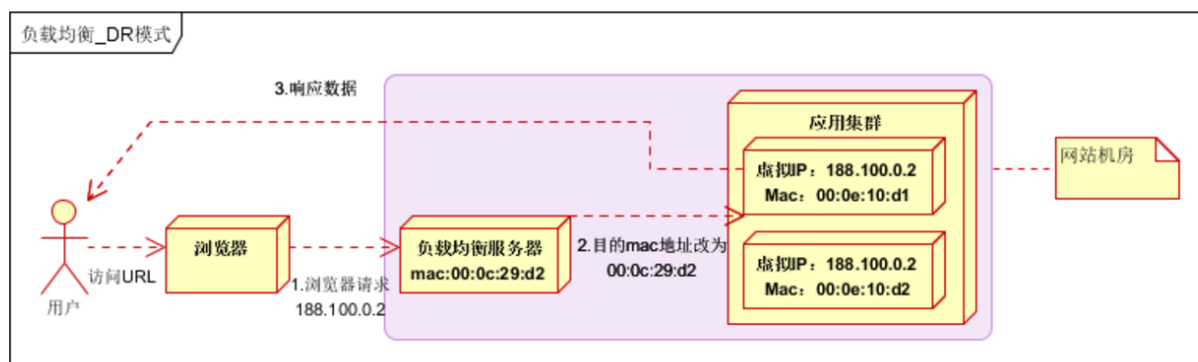 负载均衡_DR模式
3.响应数据
应用集群
虚拟IP：188.100.0.2
Mac：00:0e:10:d1
网站机房
浏览器
负载均衡服务器
mac:00:0c:29:d2
2.目的mac地址改为
00:0c:29:d2
虚拟IP：188.100.0.2
Mac：00:0e:10:d2
访问URL
用户
1.浏览器请求
188.100.0.2